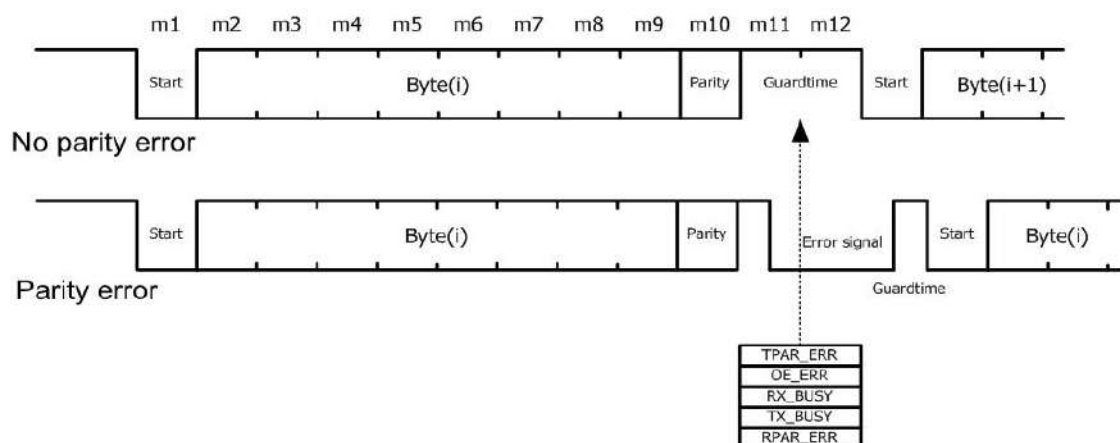 m1 m2 m3 m4 m5 m6 m7 m8 m9 m10 m11 m12
Start Byte(i) Parity Guardtime Start Byte(i+1)
No parity error
Start Byte(i) Parity Error signal Start Byte(i)
Parity error
Guardtime
TPAR_ERR
OE_ERR
RX_BUSY
TX_BUSY
RPAR_ERR